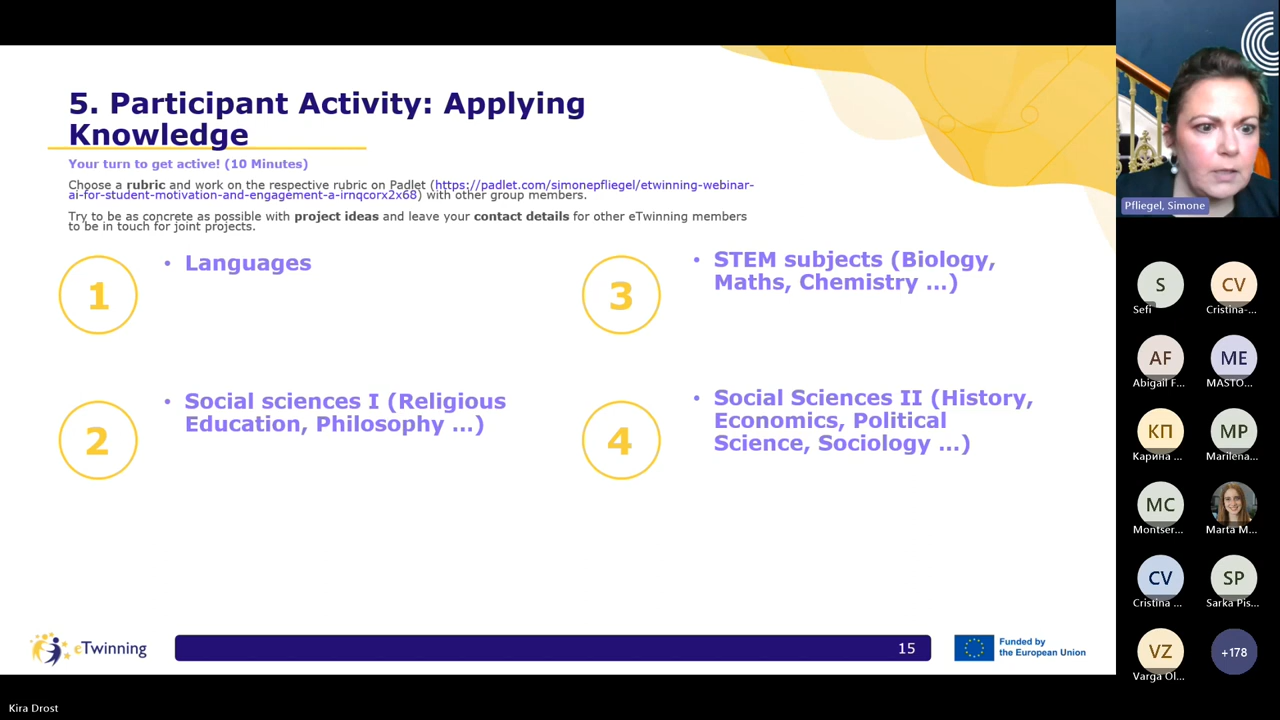 5. Participant Activity: Applying
Knowledge
Your turn to get active! (10 Minutes)
Choose a rubric and work on the respective rubric on Padlet (https://padlet.com/simonepfliegel/etwinning-webinar-
ai-for-student-motivation-and-engagement-a-irnqcorx2x68) with other group members.
Try to be as concrete as possible with project ideas and leave your contact details for other eTwinning members
to be in touch for joint projects.
1
• Languages
2
• Social sciences I (Religious
Education, Philosophy ...)
3
• STEM subjects (Biology,
Maths, Chemistry ...)
4
• Social Sciences II (History,
Economics, Political
Science, Sociology ...)
eTwinning
15
Funded by
the European Union
Pfliegel, Simone
S
Sefi
CV
Cristina-...
AF
Abigail F...
ME
MASTO...
КП
Карина ...
MP
Marilena...
MC
Montser...
Marta M...
CV
Cristina ...
SP
Sarka Pis...
VZ
Varga Ol...
+178
Kira Drost